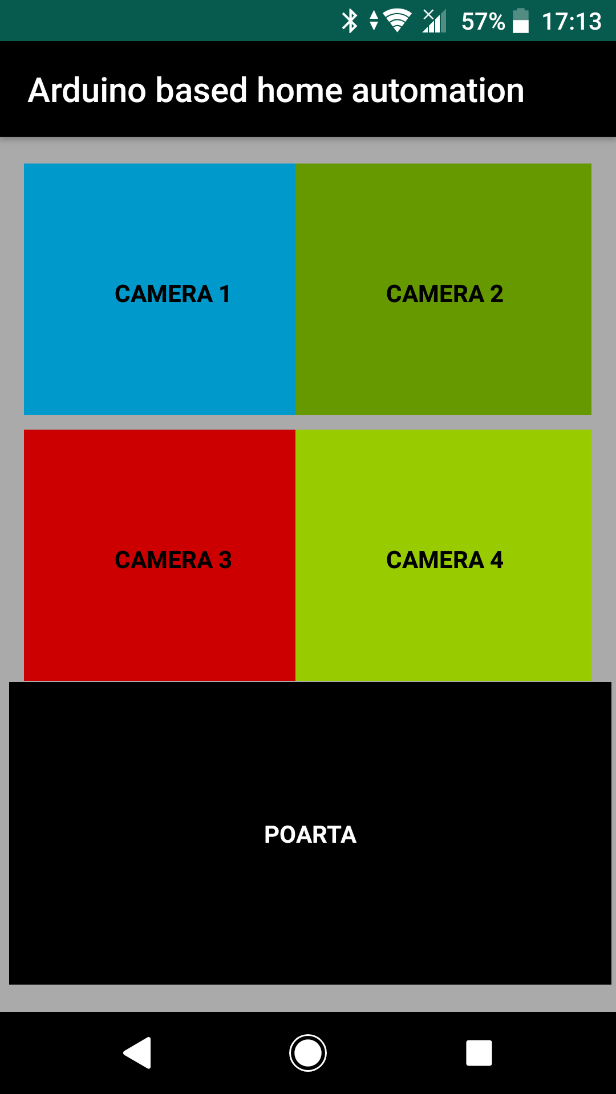 57% 17:13
Arduino based home automation
CAMERA 1
CAMERA 2
CAMERA 3
CAMERA 4
POARTA